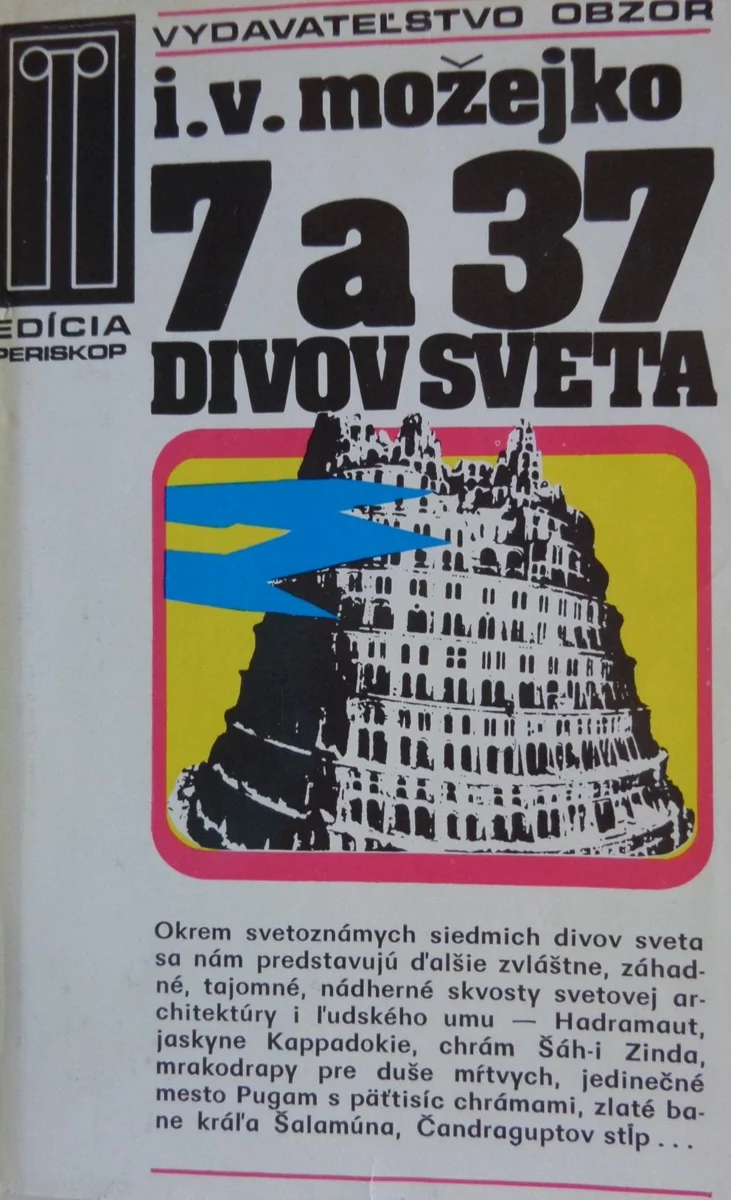 VYDAVATEĽSTVO OBZOR
i.v. možejko
7 a 37
DIVOV SVETA
EDÍCIA
PERISKOP
Okrem svetoznámych siedmich divov sveta
sa nám predstavujú ďalšie zvláštne, záhad-
né, tajomné, nádherné skvosty svetovej ar-
chitektúry i ľudského umu — Hadramaut,
jaskyne Kappadokie, chrám Šáh-i Zinda,
mrakodrapy pre duše mŕtvych, jedinečné
mesto Pugam s päťtisíc chrámami, zlaté ba-
ne kráľa Šalamúna, Čandraguptov stĺp ...